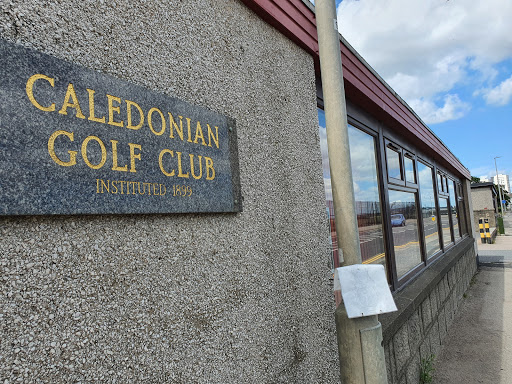 CALEDONIAN
GOLF CLUB
INSTITUTED 1899